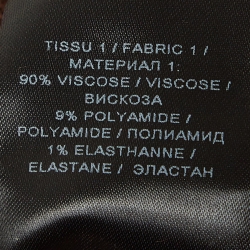 TISSU 1 / FABRIC 1 /
МАТЕРИАЛ 1:
90% VISCOSE / VISCOSE /
ВИСКОЗА
9% POLYAMIDE /
POLYAMIDE / ПОЛИАМИД
1% ELASTHANNE /
ELASTANE / ЭЛАСТАН